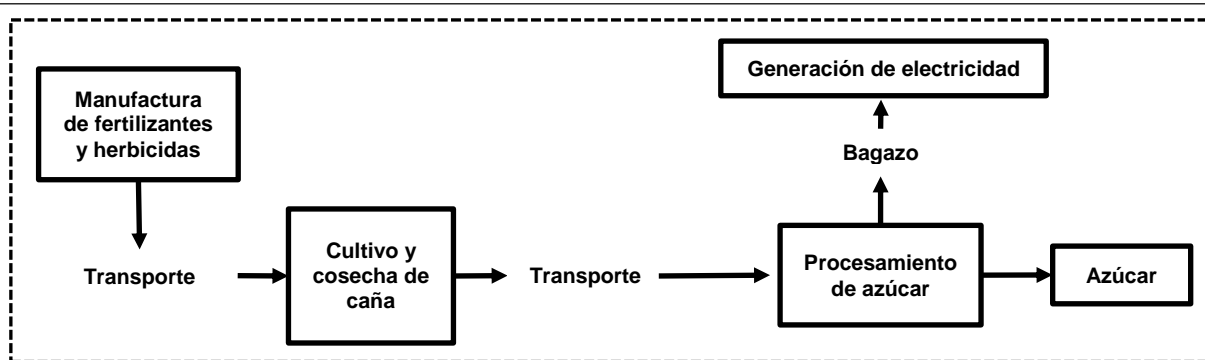 Manufactura
de fertilizantes
y herbicidas
Transporte
Cultivo y
cosecha de
caña
Transporte
Procesamiento
de azúcar
Bagazo
Generación de electricidad
Azúcar